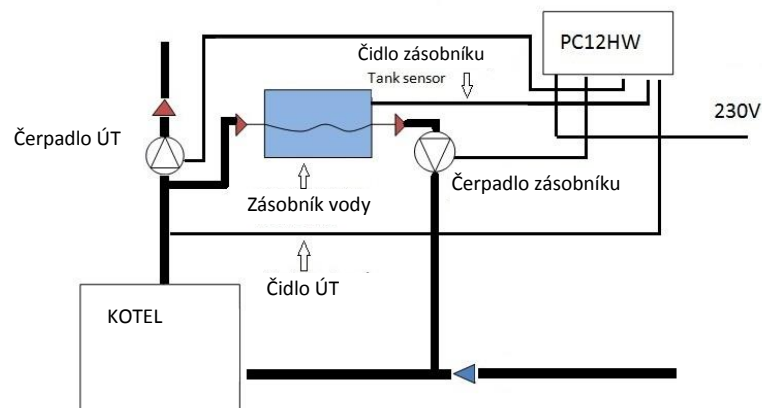 PC12HW
Čidlo zásobníku
Tank sensor
230V
Čerpadlo ÚT
Čerpadlo zásobníku
Zásobník vody
Čidlo ÚT
KOTEL